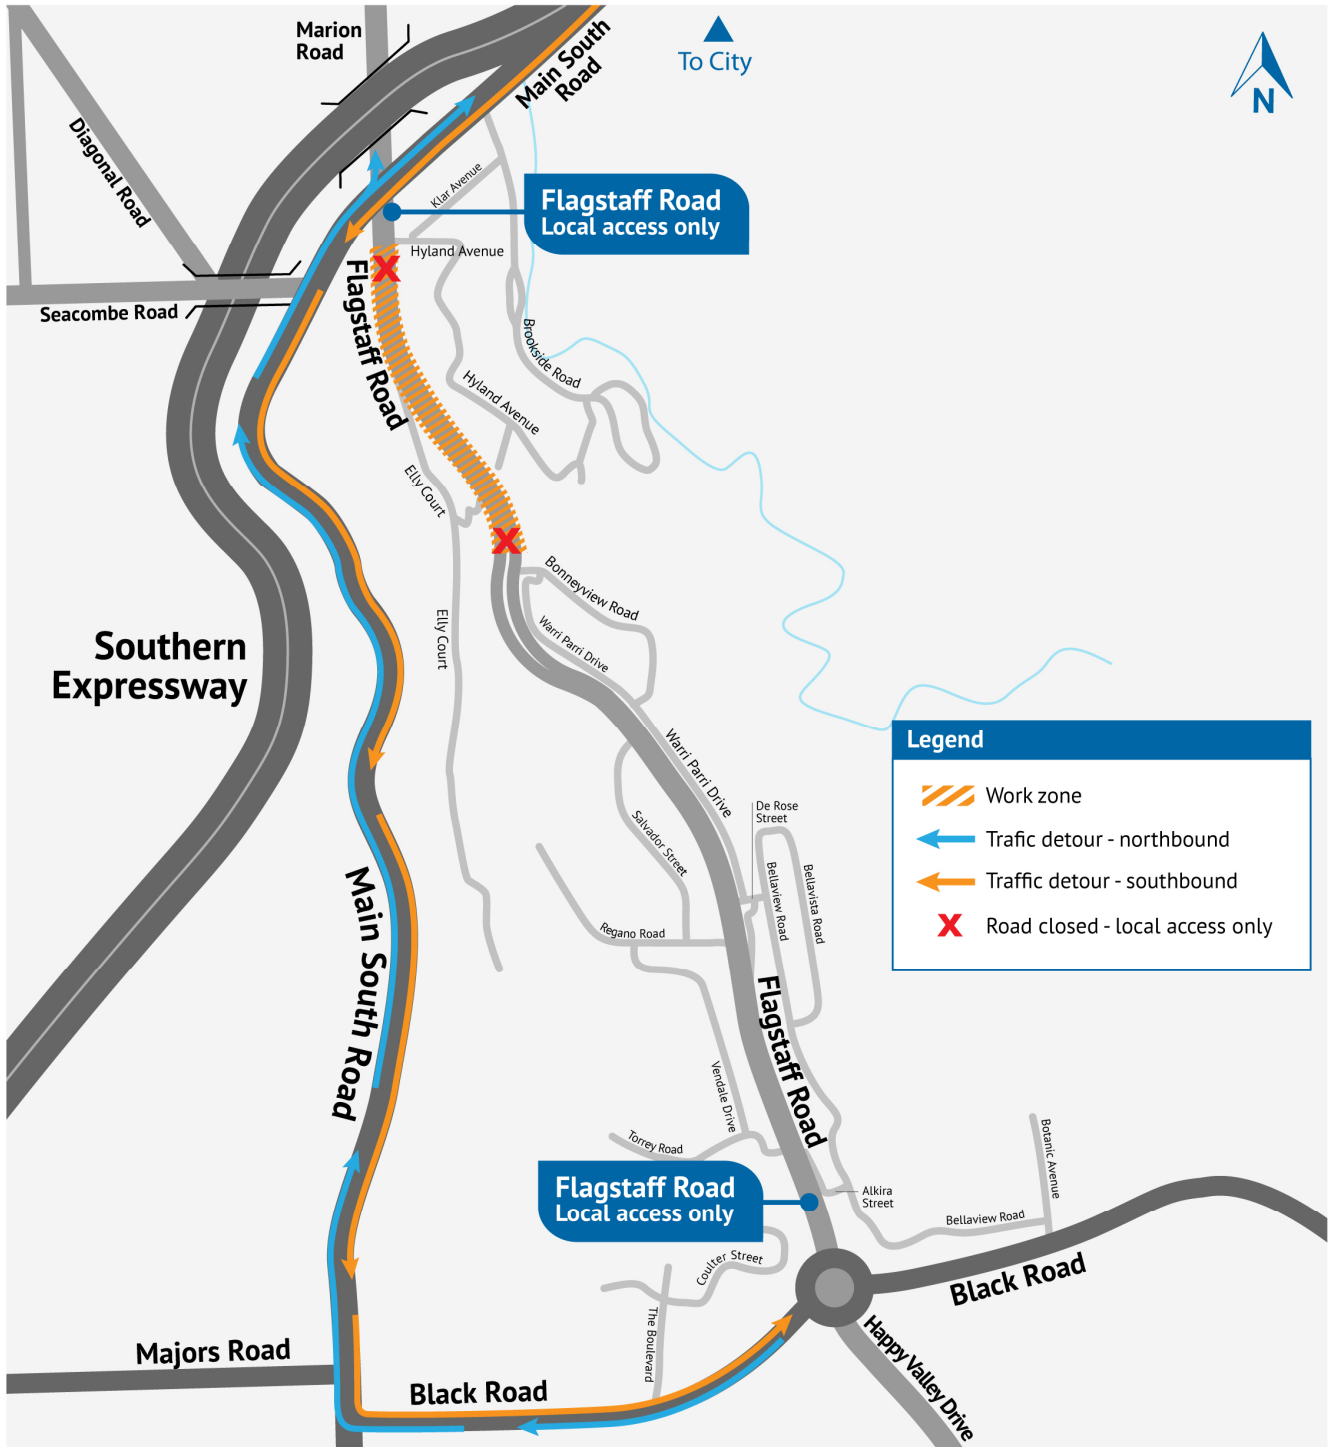 Marion
Road
Main South
Road
To City
N
Diagonal Road
Klar Avenue
Flagstaff Road
Local access only
Hyland Avenue
Seacombe Road
Flagstaff Road
Brookside Road
Hyland Avenue
Elly Court
Bonneyview Road
Warri Parri Drive
Elly Court
Southern
Expressway
Warri Parri Drive
Legend
Work zone
Trafic detour - northbound
Traffic detour - southbound
Road closed - local access only
De Rose
Street
Salvador Street
Bellaview Road
Bellavista Road
Main South Road
Regano Road
Flagstaff Road
Vendale Drive
Torrey Road
Botanic Avenue
Flagstaff Road
Local access only
Alkira
Street
Bellaview Road
Coulter Street
Black Road
The Boulevard
Happy Valley Drive
Majors Road
Black Road